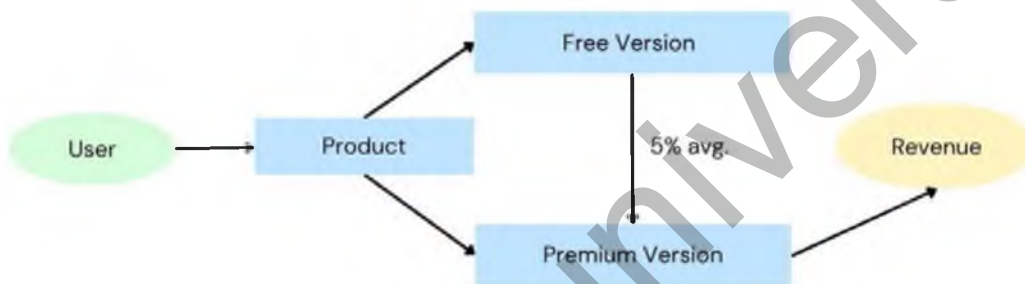 Free Version
User
Product
5% avg.
Revenue
Premium Version